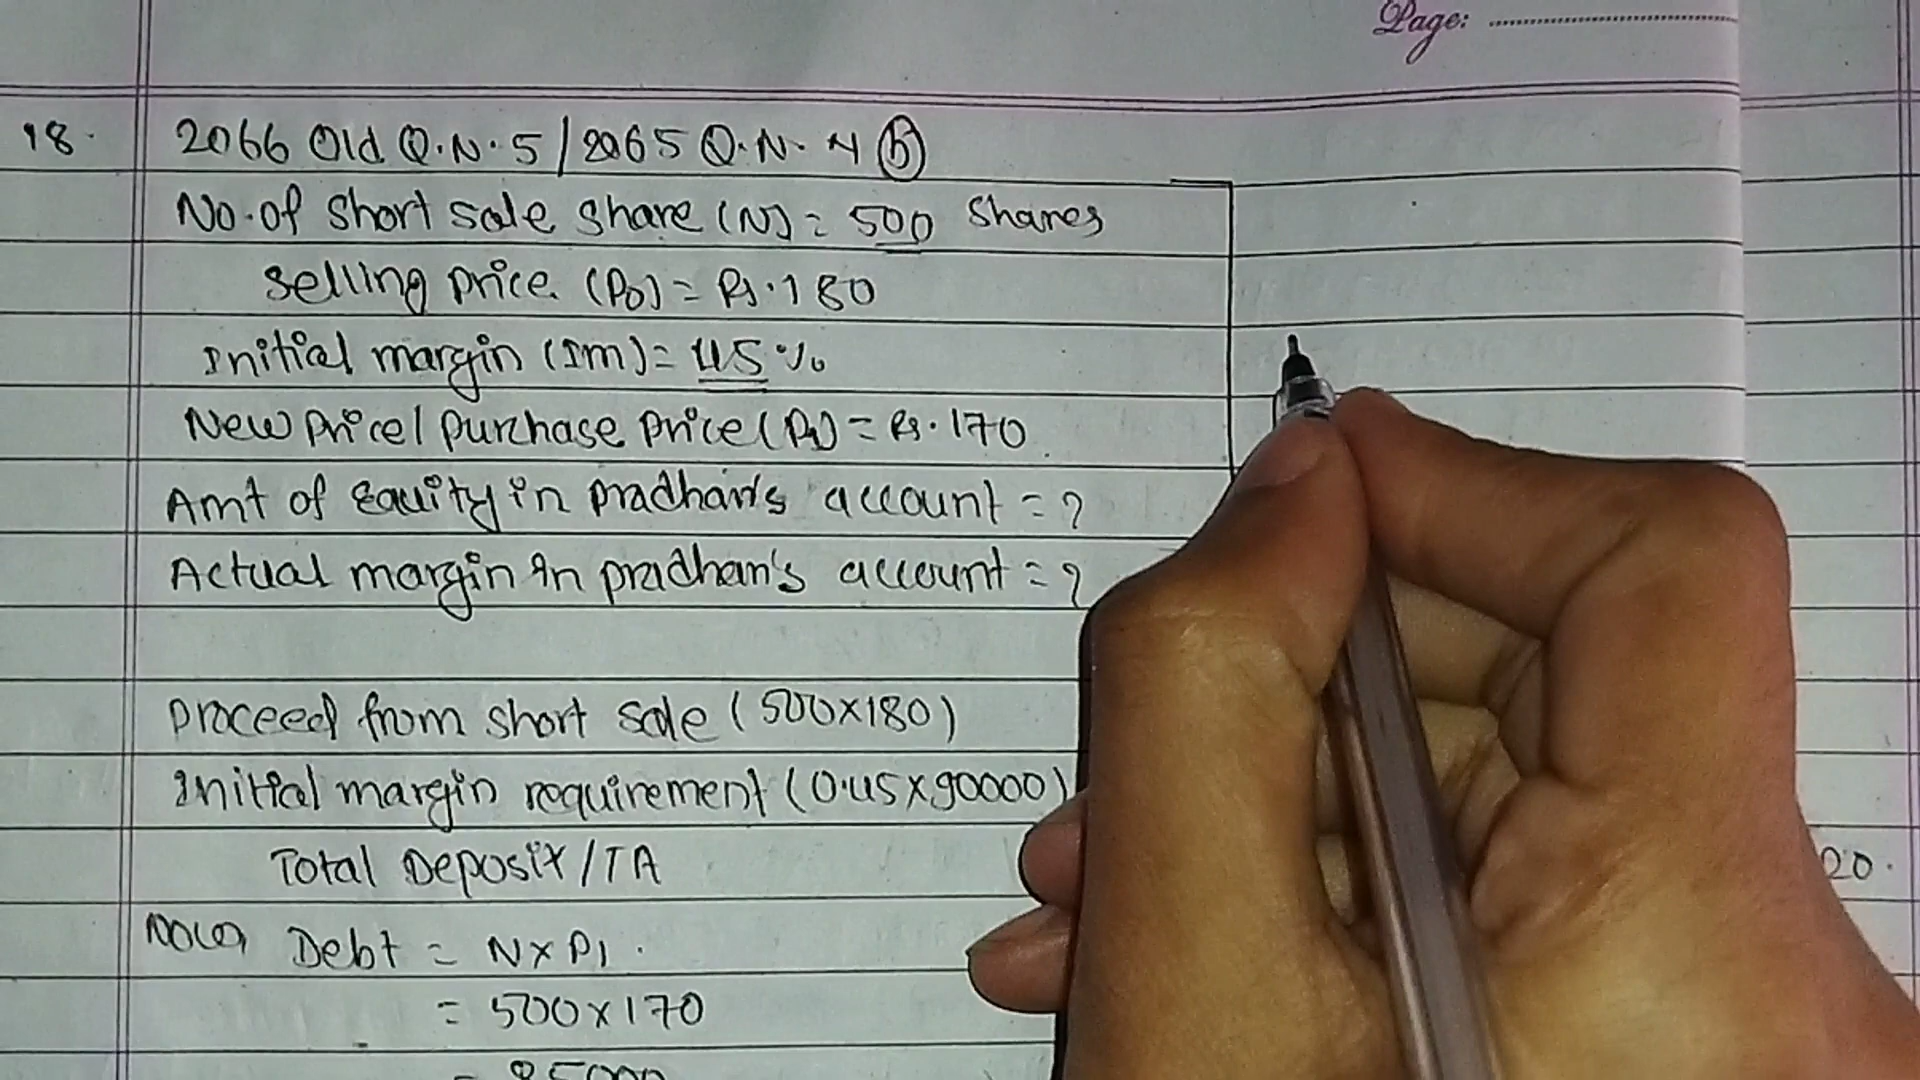 Page:
18. 2066 Old Q.N.5/2065 Q.N. 4 (b)
No. of short sale share (N) = 500 shares
Selling price (P0) = Rs.180
Initial margin (Im) = 45%
New price/purchase price (P1) = Rs.170
Amt of Equity in pradhan's account = ?
Actual margin in pradhan's account = ?
proceed from short sale (500×180)
Initial margin requirement (0.45×90000)
Total Deposit/TA
20.
Now Debt = N×P1
= 500×170
= 85000